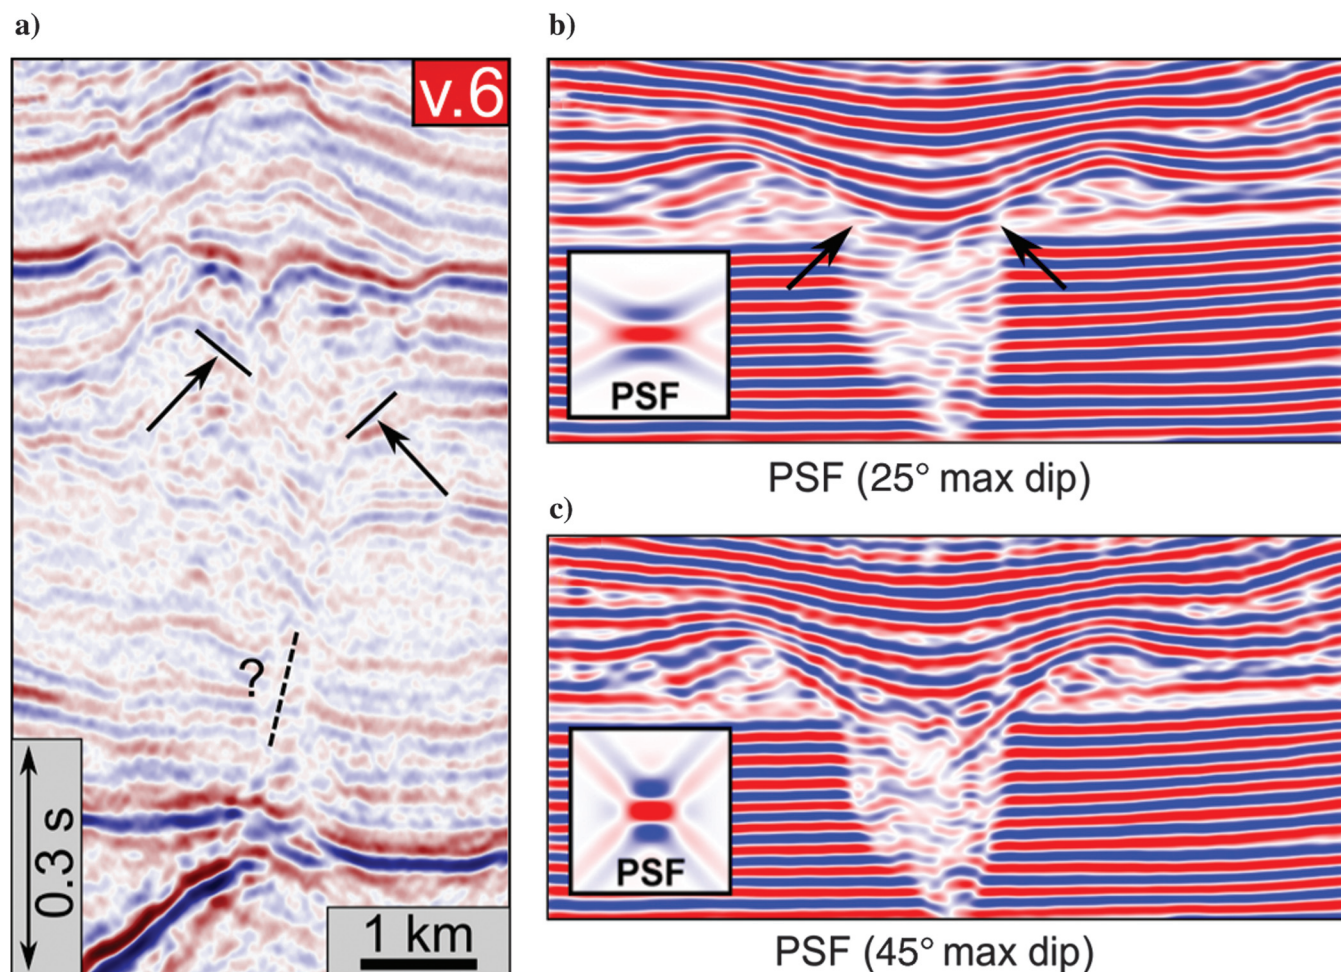 a)
v.6
?
0.3 s
1 km
b)
PSF
PSF (25° max dip)
c)
PSF
PSF (45° max dip)